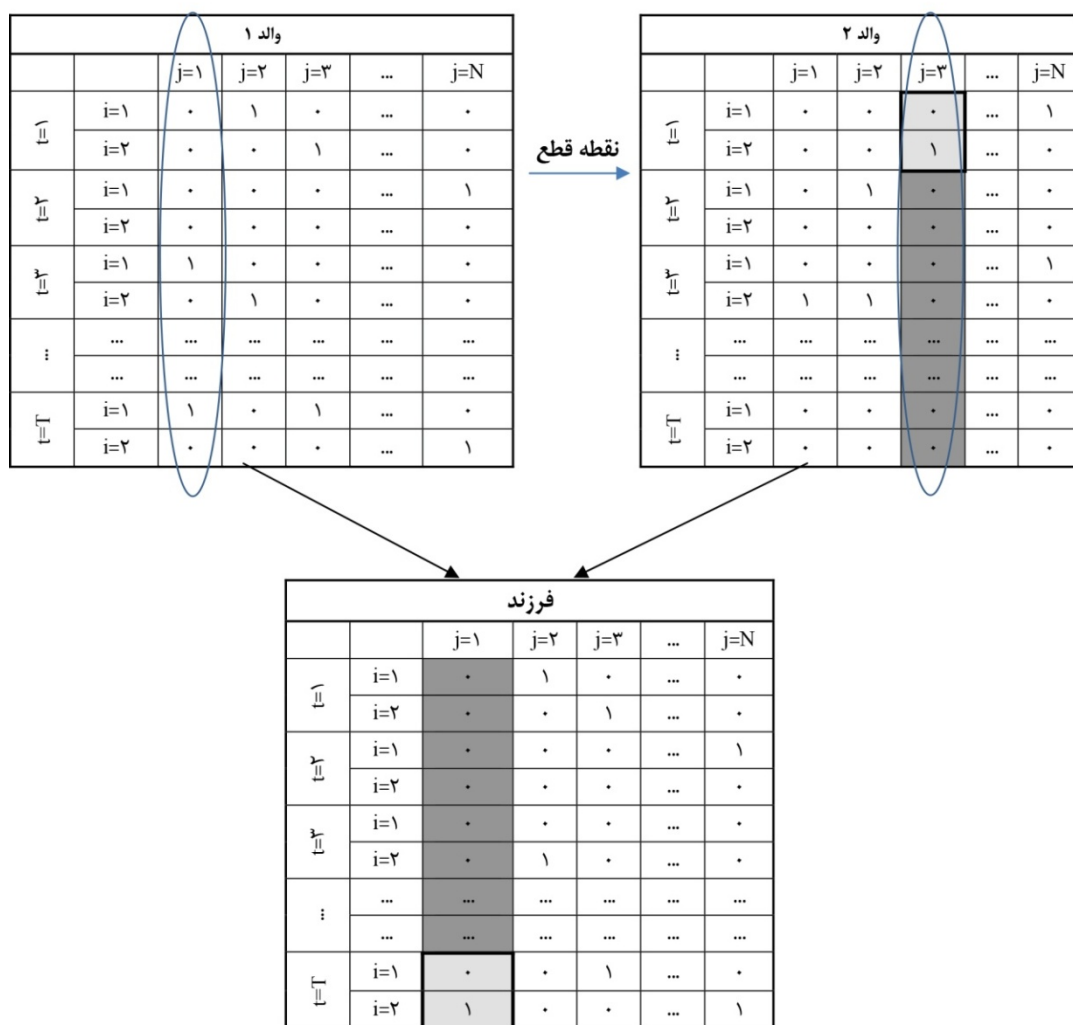 والد ۱
j=۱ j=۲ j=۳ ... j=N
t=۱ i=۱ ۰ ۱ ۰ ... ۰
i=۲ ۰ ۰ ۱ ... ۰
t=۲ i=۱ ۰ ۰ ۰ ... ۱
i=۲ ۰ ۰ ۰ ... ۰
t=۳ i=۱ ۱ ۰ ۰ ... ۰
i=۲ ۰ ۱ ۰ ... ۰
... ... ... ... ... ... ...
... ... ... ... ... ...
t=T i=۱ ۱ ۰ ۱ ... ۰
i=۲ ۰ ۰ ۰ ... ۱
نقطه قطع
والد ۲
j=۱ j=۲ j=۳ ... j=N
t=۱ i=۱ ۰ ۰ ۰ ... ۱
i=۲ ۰ ۰ ۱ ... ۰
t=۲ i=۱ ۰ ۱ ۰ ... ۰
i=۲ ۰ ۰ ۰ ... ۰
t=۳ i=۱ ۰ ۰ ۰ ... ۱
i=۲ ۱ ۱ ۰ ... ۰
... ... ... ... ... ... ...
... ... ... ... ... ...
t=T i=۱ ۰ ۰ ۰ ... ۰
i=۲ ۰ ۰ ۰ ... ۰
فرزند
j=۱ j=۲ j=۳ ... j=N
t=۱ i=۱ ۰ ۱ ۰ ... ۰
i=۲ ۰ ۰ ۱ ... ۰
t=۲ i=۱ ۰ ۰ ۰ ... ۱
i=۲ ۰ ۰ ۰ ... ۰
t=۳ i=۱ ۰ ۰ ۰ ... ۰
i=۲ ۰ ۱ ۰ ... ۰
... ... ... ... ... ... ...
... ... ... ... ... ...
t=T i=۱ ۰ ۰ ۱ ... ۰
i=۲ ۱ ۰ ۰ ... ۱